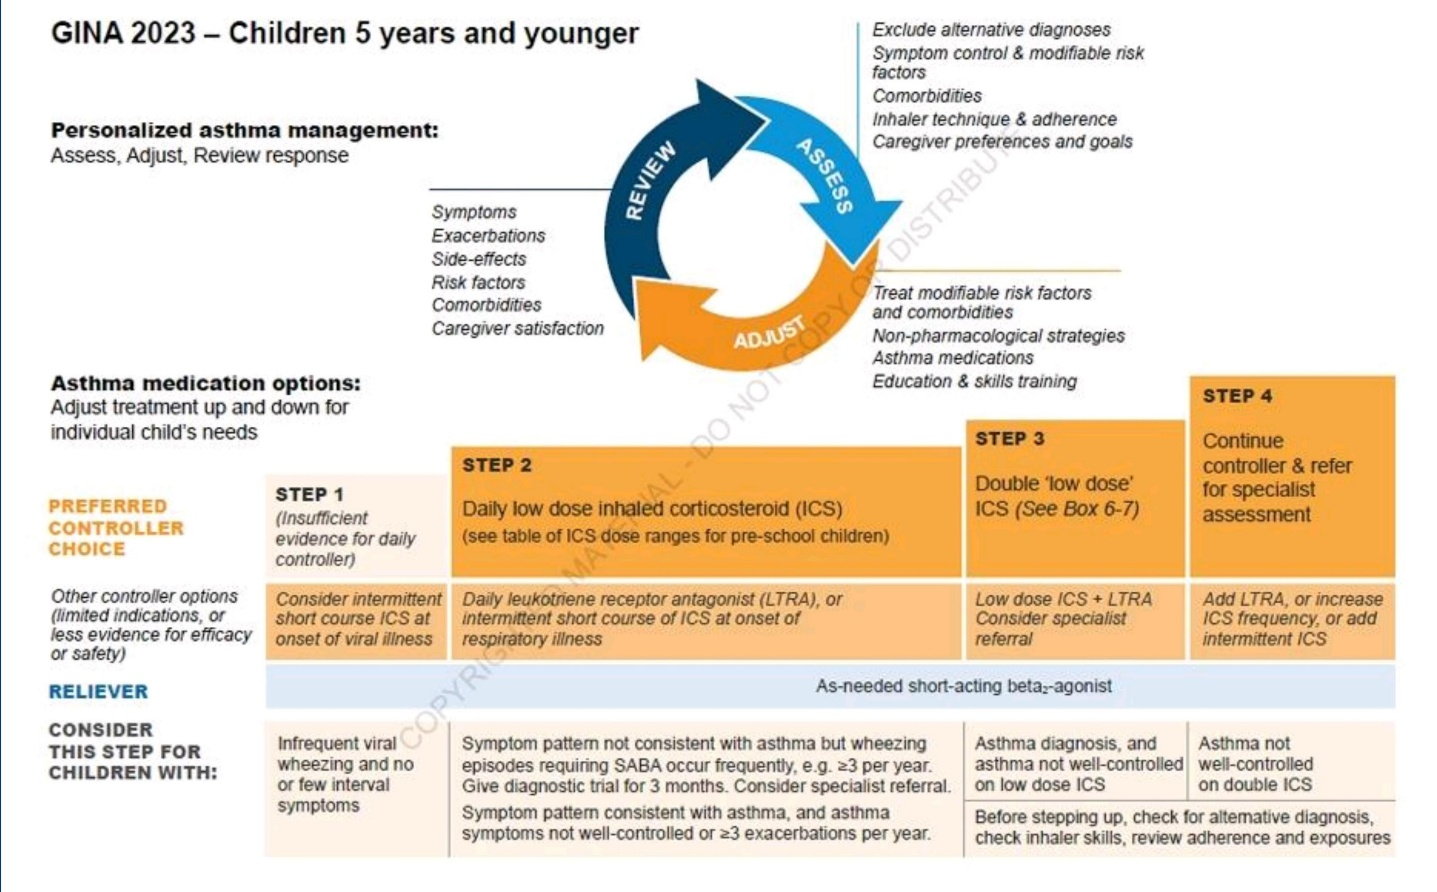 GINA 2023 – Children 5 years and younger
Exclude alternative diagnoses
Symptom control & modifiable risk
factors
Comorbidities
Inhaler technique & adherence
Caregiver preferences and goals
Personalized asthma management:
Assess, Adjust, Review response
REVIEW
ASSESS
ADJUST
Symptoms
Exacerbations
Side-effects
Risk factors
Comorbidities
Caregiver satisfaction
Treat modifiable risk factors
and comorbidities
Non-pharmacological strategies
Asthma medications
Education & skills training
Asthma medication options:
Adjust treatment up and down for
individual child's needs
PREFERRED
CONTROLLER
CHOICE
STEP 1
(Insufficient
evidence for daily
controller)
STEP 2
Daily low dose inhaled corticosteroid (ICS)
(see table of ICS dose ranges for pre-school children)
STEP 3
Double 'low dose'
ICS (See Box 6-7)
STEP 4
Continue
controller & refer
for specialist
assessment
Other controller options
(limited indications, or
less evidence for efficacy
or safety)
Consider intermittent
short course ICS at
onset of viral illness
Daily leukotriene receptor antagonist (LTRA), or
intermittent short course of ICS at onset of
respiratory illness
Low dose ICS + LTRA
Consider specialist
referral
Add LTRA, or increase
ICS frequency, or add
intermittent ICS
RELIEVER
As-needed short-acting beta₂-agonist
CONSIDER
THIS STEP FOR
CHILDREN WITH:
Infrequent viral
wheezing and no
or few interval
symptoms
Symptom pattern not consistent with asthma but wheezing
episodes requiring SABA occur frequently, e.g. ≥3 per year.
Give diagnostic trial for 3 months. Consider specialist referral.
Symptom pattern consistent with asthma, and asthma
symptoms not well-controlled or ≥3 exacerbations per year.
Asthma diagnosis, and
asthma not well-controlled
on low dose ICS
Asthma not
well-controlled
on double ICS
Before stepping up, check for alternative diagnosis,
check inhaler skills, review adherence and exposures
COPYRIGHTED MATERIAL - DO NOT COPY OR DISTRIBUTE